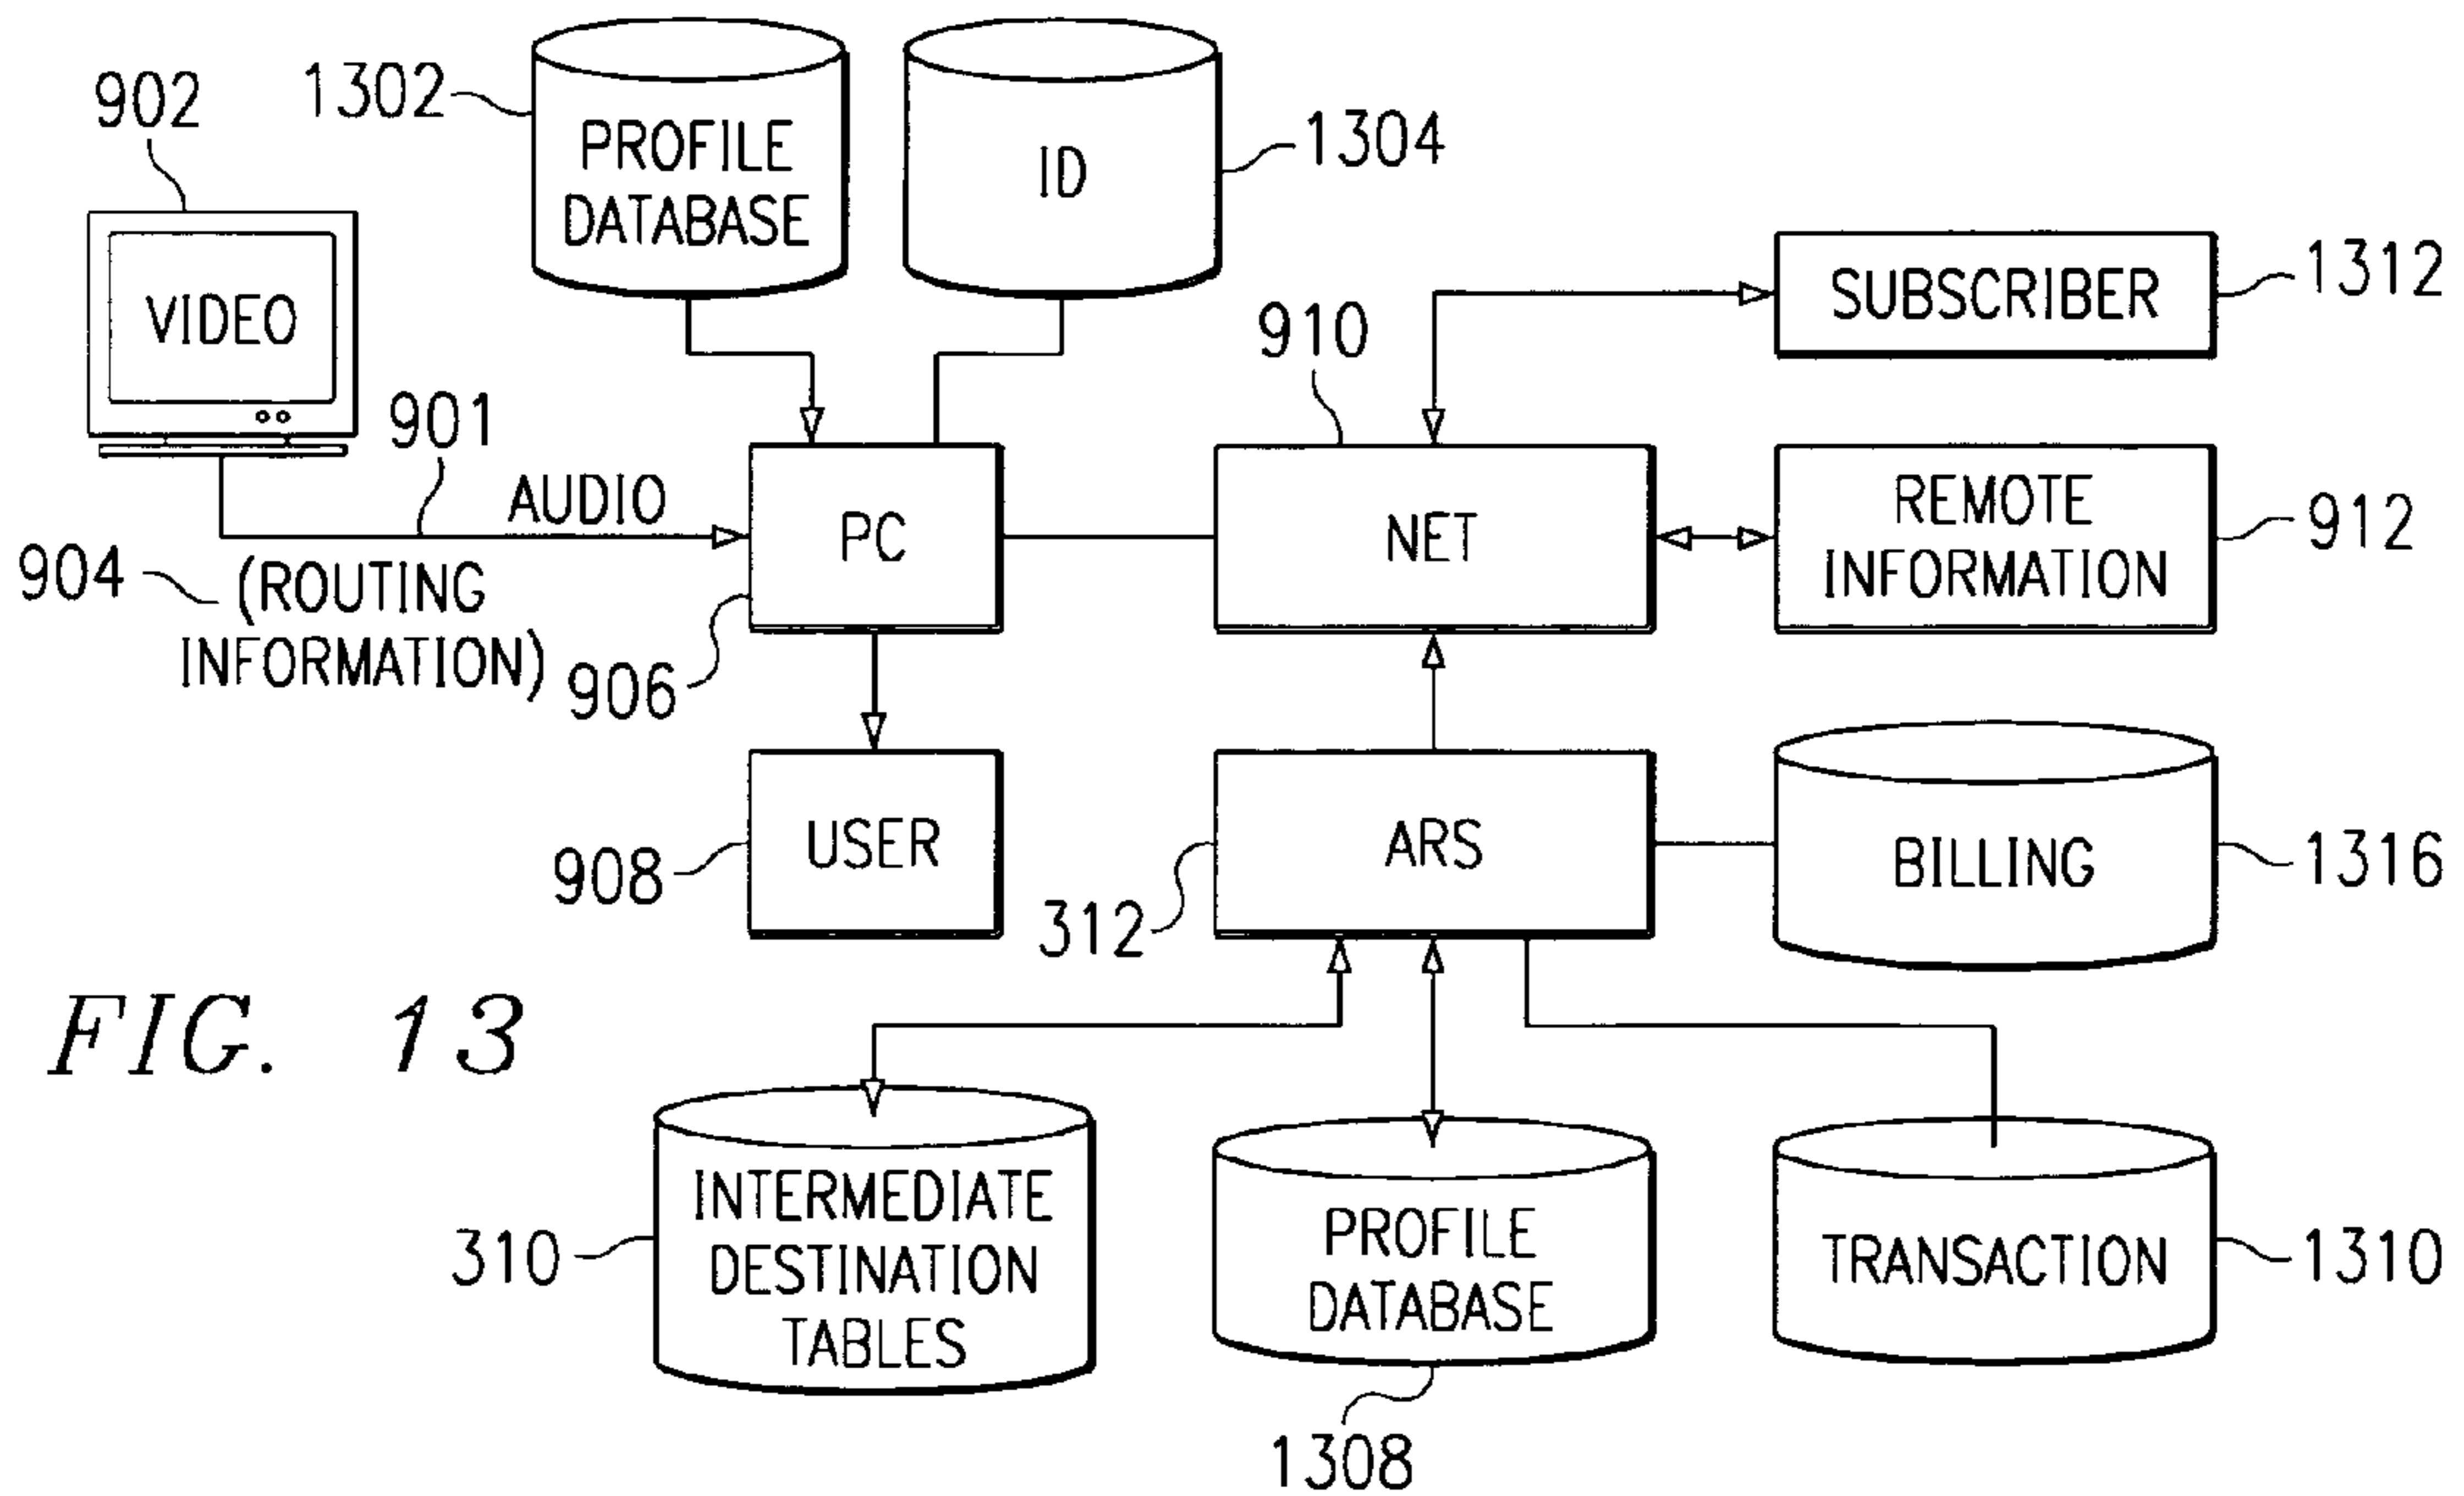 902
1302
PROFILE
DATABASE
ID
1304
VIDEO
901
AUDIO
904
(ROUTING
INFORMATION)
906
PC
910
NET
SUBSCRIBER
1312
REMOTE
INFORMATION
912
USER
908
ARS
312
BILLING
1316
FIG. 13
INTERMEDIATE
DESTINATION
TABLES
310
PROFILE
DATABASE
1308
TRANSACTION
1310